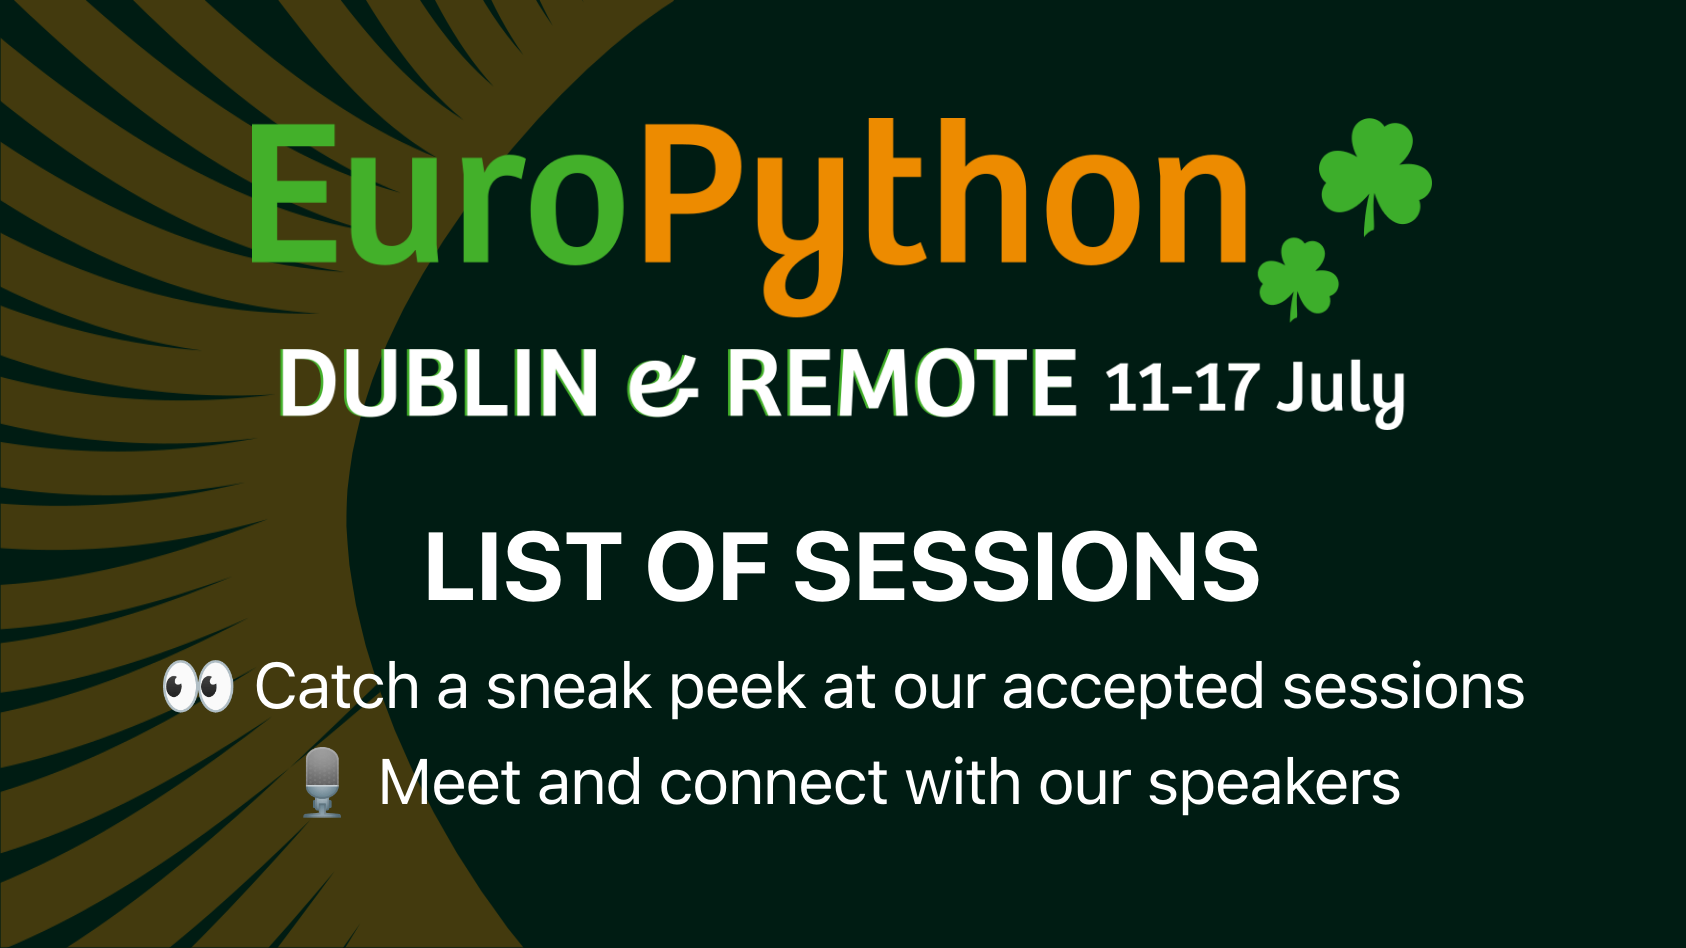 EuroPython
DUBLIN & REMOTE 11-17 July
LIST OF SESSIONS
👀 Catch a sneak peek at our accepted sessions
🎙️ Meet and connect with our speakers